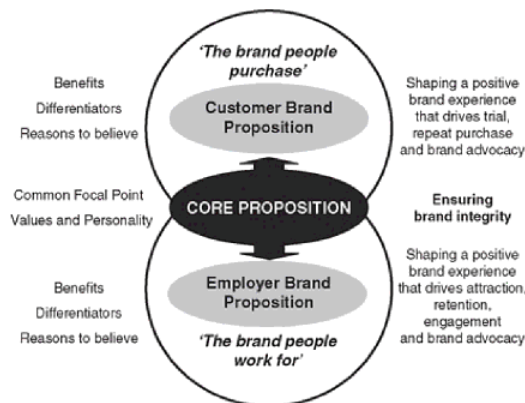 ‘The brand people
purchase’
Benefits
Differentiators
Reasons to believe
Customer Brand
Proposition
Shaping a positive
brand experience
that drives trial,
repeat purchase
and brand advocacy
Common Focal Point
Values and Personality
CORE PROPOSITION
Ensuring
brand integrity
Benefits
Differentiators
Reasons to believe
Employer Brand
Proposition
‘The brand people
work for’
Shaping a positive
brand experience
that drives attraction,
retention,
engagement
and brand advocacy